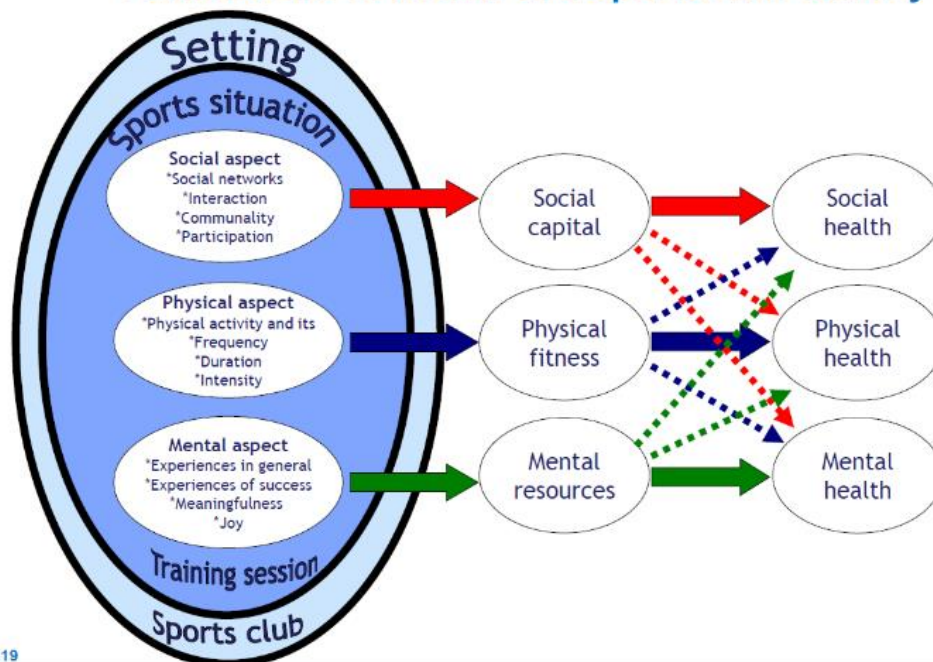 Setting
Sports situation
Social aspect
*Social networks
*Interaction
*Communality
*Participation
Physical aspect
*Physical activity and its
*Frequency
*Duration
*Intensity
Mental aspect
*Experiences in general
*Experiences of success
*Meaningfulness
*Joy
Training session
Sports club
Social
capital
Physical
fitness
Mental
resources
Social
health
Physical
health
Mental
health
19